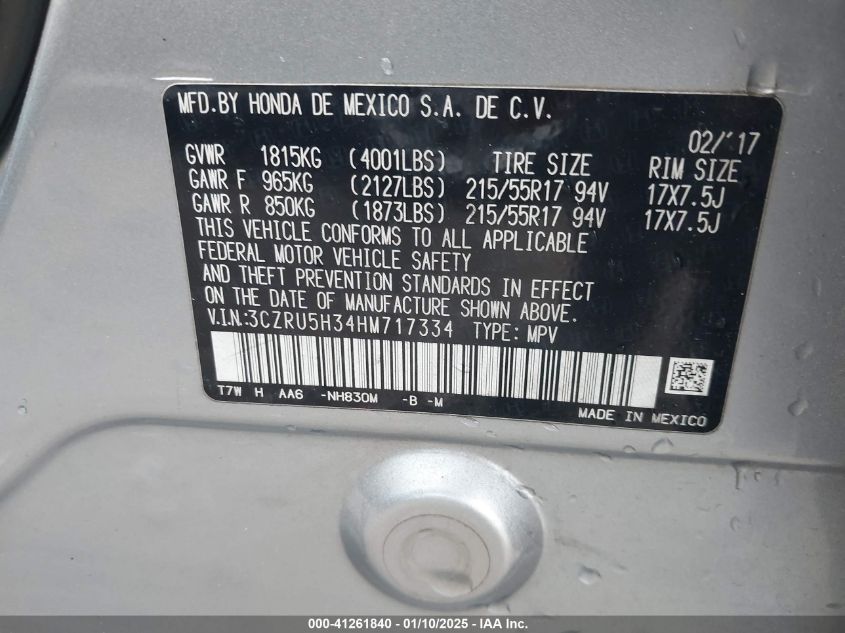 MFD.BY HONDA DE MEXICO S.A. DE C.V.
02/'17
GVWR 1815KG (4001LBS) TIRE SIZE RIM SIZE
GAWR F 965KG (2127LBS) 215/55R17 94V 17X7.5J
GAWR R 850KG (1873LBS) 215/55R17 94V 17X7.5J
THIS VEHICLE CONFORMS TO ALL APPLICABLE
FEDERAL MOTOR VEHICLE SAFETY
AND THEFT PREVENTION STANDARDS IN EFFECT
ON THE DATE OF MANUFACTURE SHOWN ABOVE.
V.I.N.:3CZRU5H34HM717334 TYPE: MPV
T7W H AA6 -NH830M -B -M
MADE IN MEXICO
000-41261840 - 01/10/2025 - IAA Inc.